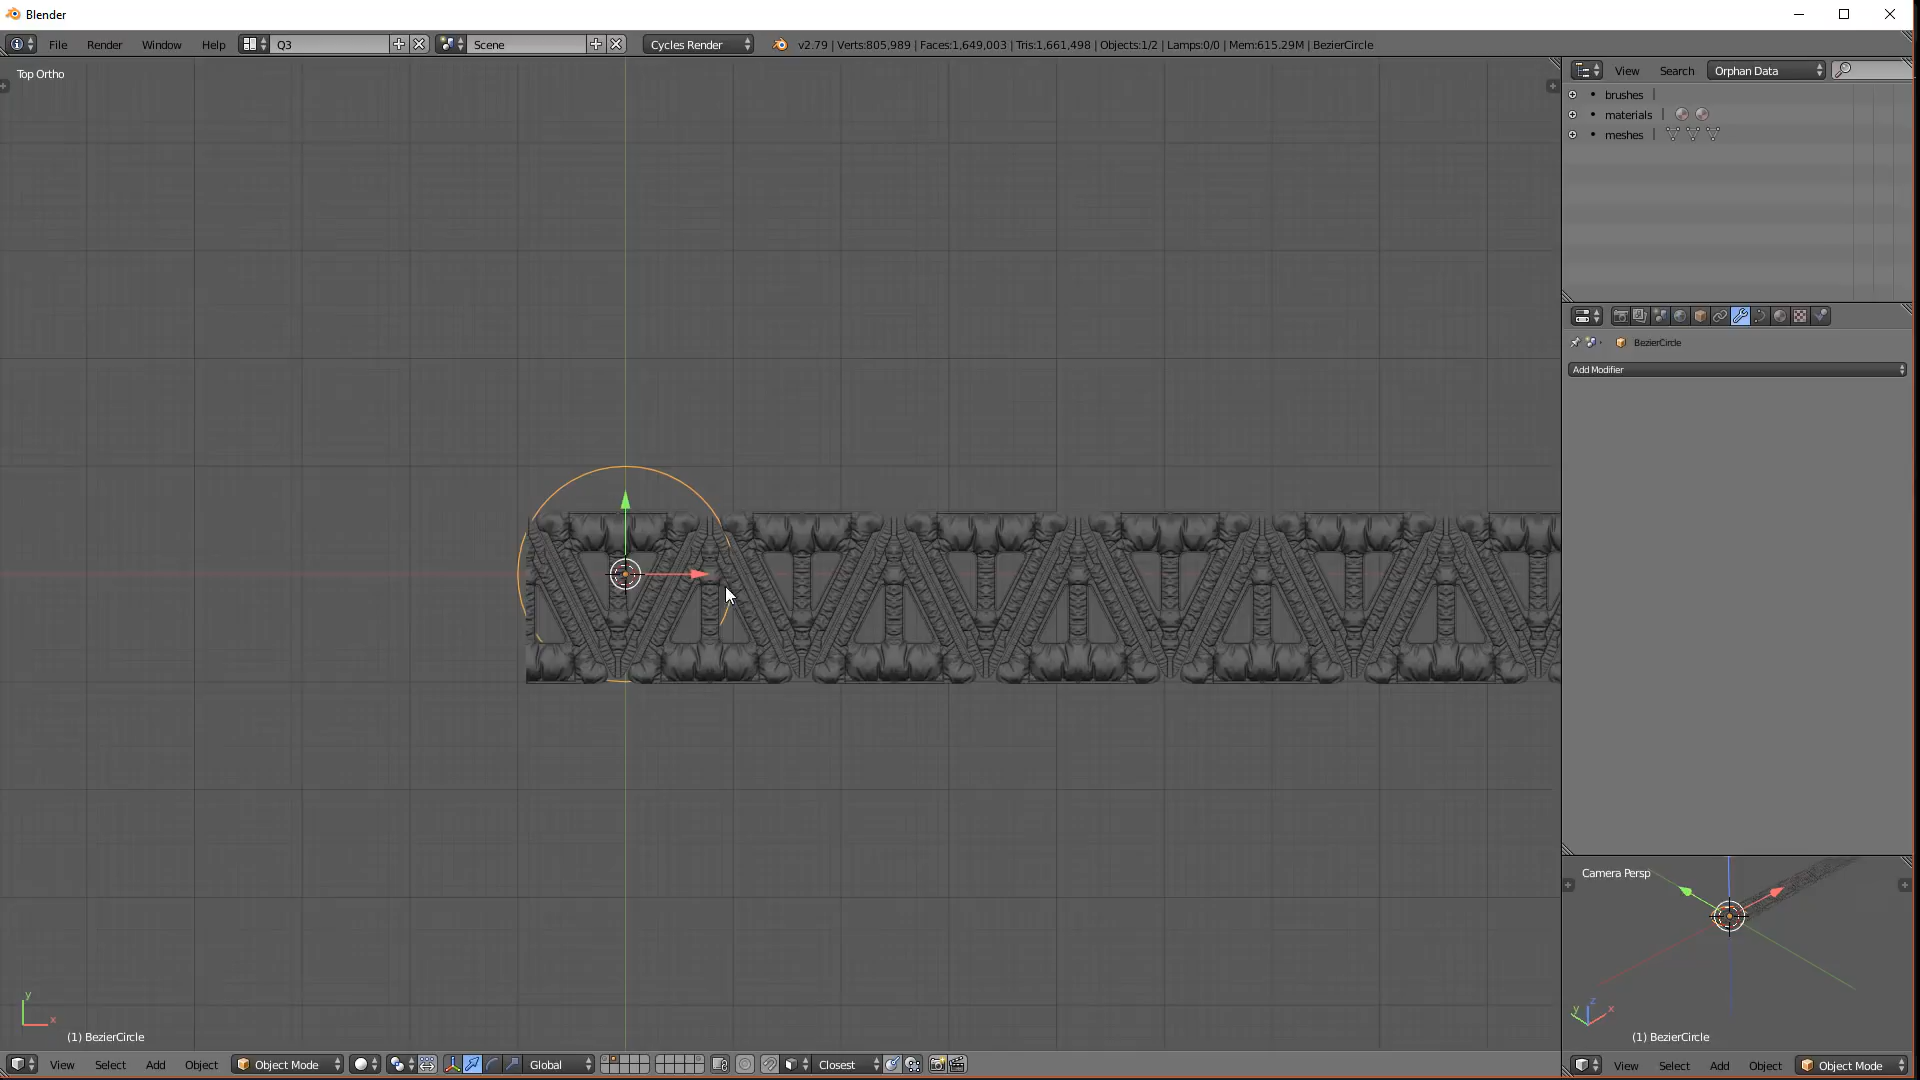 Blender
File Render Window Help Q3 Scene Cycles Render v2.79 | Verts:805,989 | Faces:1,649,003 | Tris:1,661,498 | Objects:1/2 | Lamps:0/0 | Mem:615.29M | BezierCircle
Top Ortho
View Search Orphan Data
brushes
materials
meshes
BezierCircle
Add Modifier
Camera Persp
y
x
(1) BezierCircle
y z x
(1) BezierCircle
View Select Add Object Object Mode Global Closest
View Select Add Object Object Mode